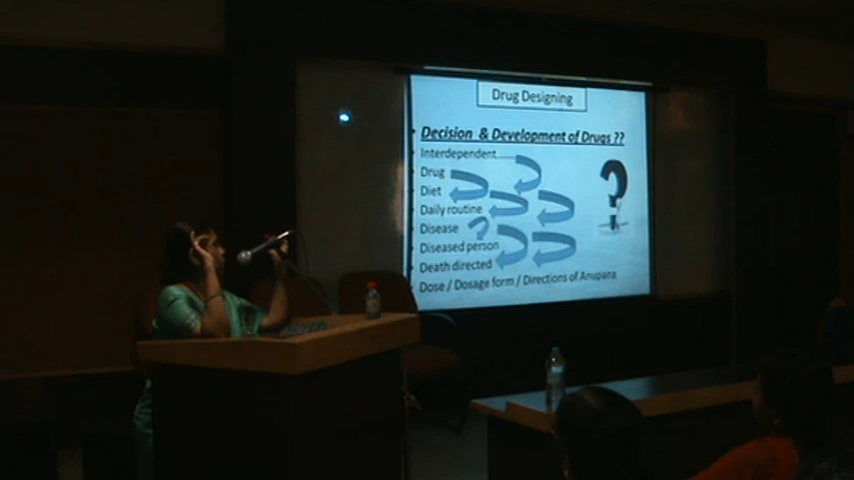 Drug Designing
Decision & Development of Drugs ??
Interdependent
Drug
Diet
Daily routine
Disease
Diseased person
Death directed
Dose / Dosage form / Directions of Anupana